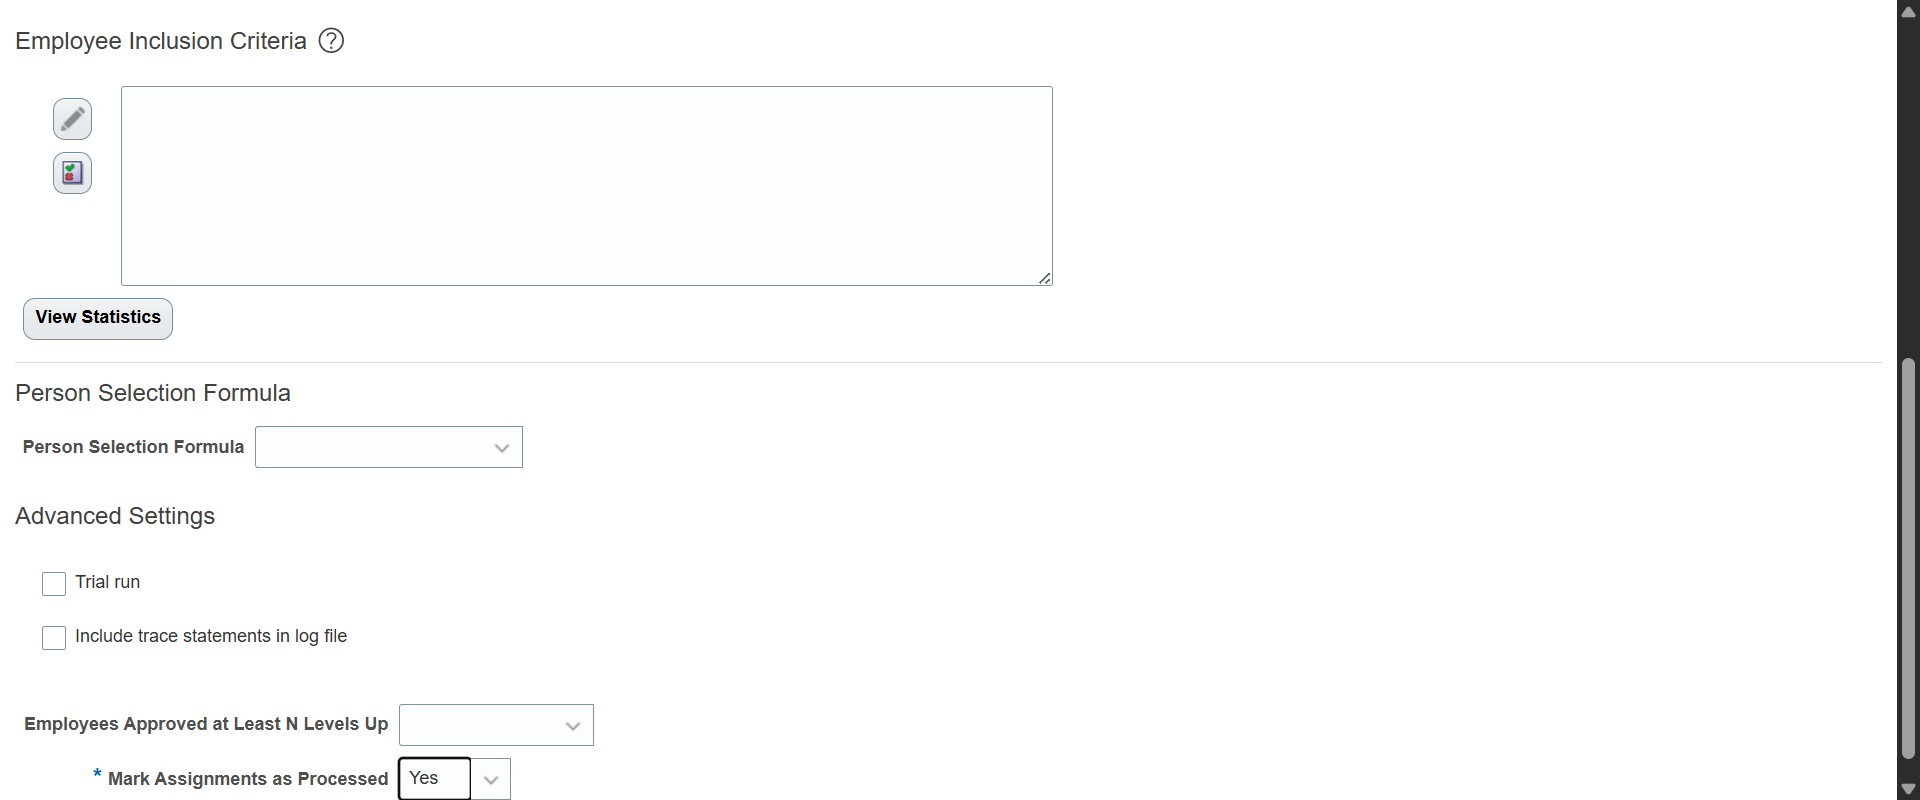 Employee Inclusion Criteria ?
View Statistics
Person Selection Formula
Person Selection Formula
Advanced Settings
Trial run
Include trace statements in log file
Employees Approved at Least N Levels Up
* Mark Assignments as Processed Yes